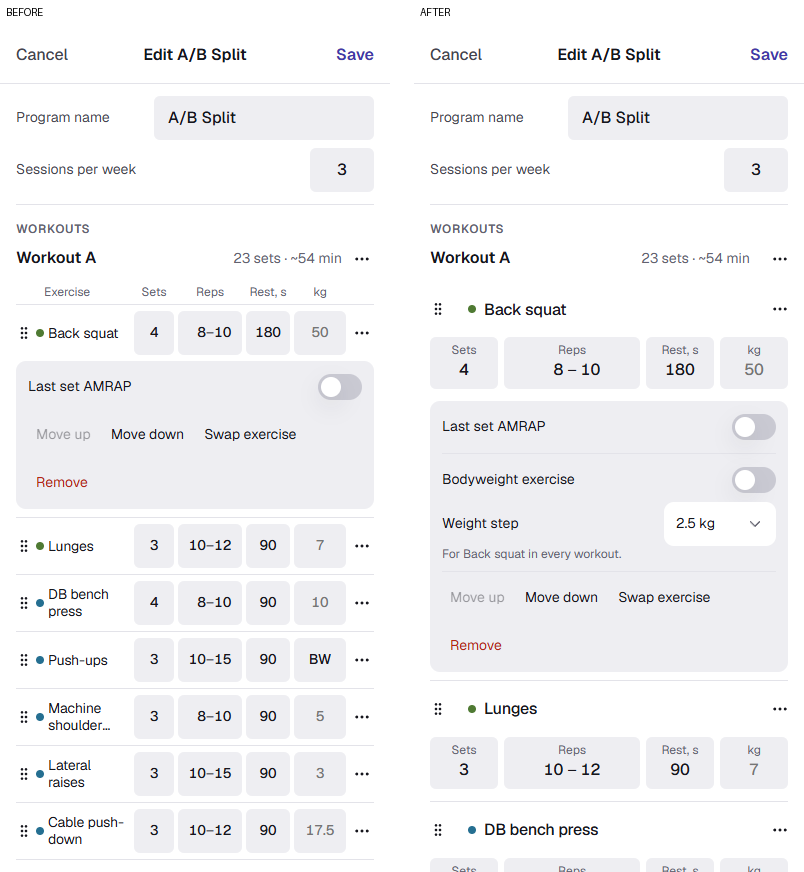 BEFORE
Cancel Edit A/B Split Save
Program name A/B Split
Sessions per week 3
WORKOUTS
Workout A 23 sets · ~54 min ...
Exercise Sets Reps Rest, s kg
Back squat 4 8–10 180 50 ...
Last set AMRAP
Move up Move down Swap exercise
Remove
Lunges 3 10–12 90 7 ...
DB bench press 4 8–10 90 10 ...
Push-ups 3 10–15 90 BW ...
Machine shoulder... 3 8–10 90 5 ...
Lateral raises 3 10–15 90 3 ...
Cable push-down 3 10–12 90 17.5 ...
AFTER
Cancel Edit A/B Split Save
Program name A/B Split
Sessions per week 3
WORKOUTS
Workout A 23 sets · ~54 min ...
Back squat ...
Sets Reps Rest, s kg
4 8 – 10 180 50
Last set AMRAP
Bodyweight exercise
Weight step 2.5 kg
For Back squat in every workout.
Move up Move down Swap exercise
Remove
Lunges ...
Sets Reps Rest, s kg
3 10 – 12 90 7
DB bench press ...
Sets Reps Rest, s kg